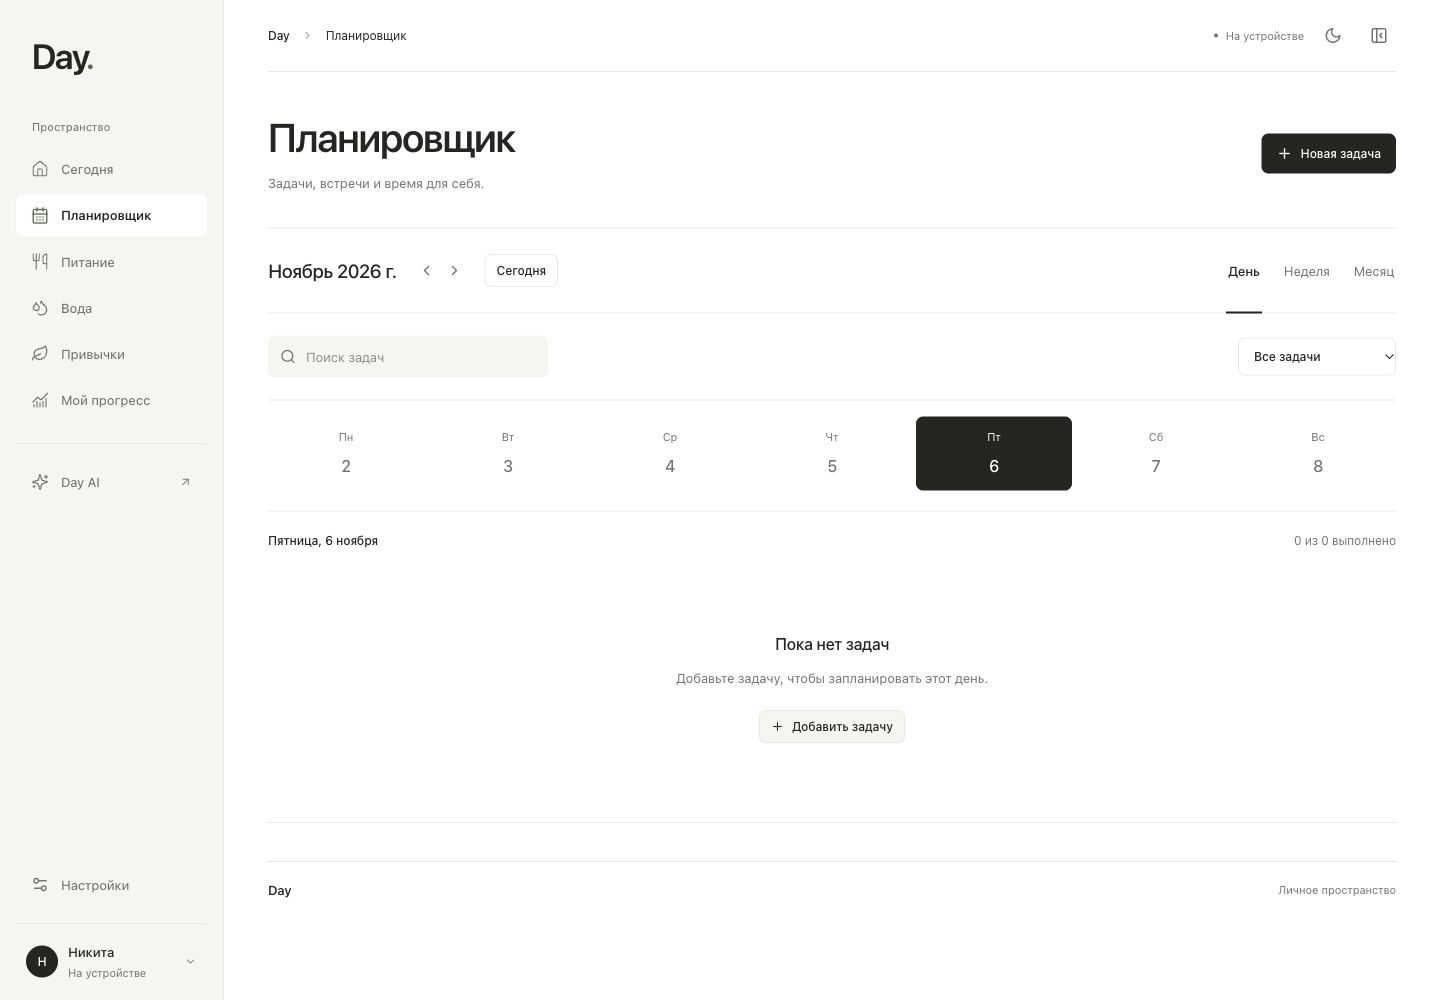 Day.
Пространство
Сегодня
Планировщик
Питание
Вода
Привычки
Мой прогресс
Day AI
Настройки
Н
Никита
На устройстве
Day
Планировщик
На устройстве
Планировщик
Задачи, встречи и время для себя.
Новая задача
Ноябрь 2026 г.
Сегодня
День
Неделя
Месяц
Поиск задач
Все задачи
Пн
2
Вт
3
Ср
4
Чт
5
Пт
6
Сб
7
Вс
8
Пятница, 6 ноября
0 из 0 выполнено
Пока нет задач
Добавьте задачу, чтобы запланировать этот день.
Добавить задачу
Day
Личное пространство